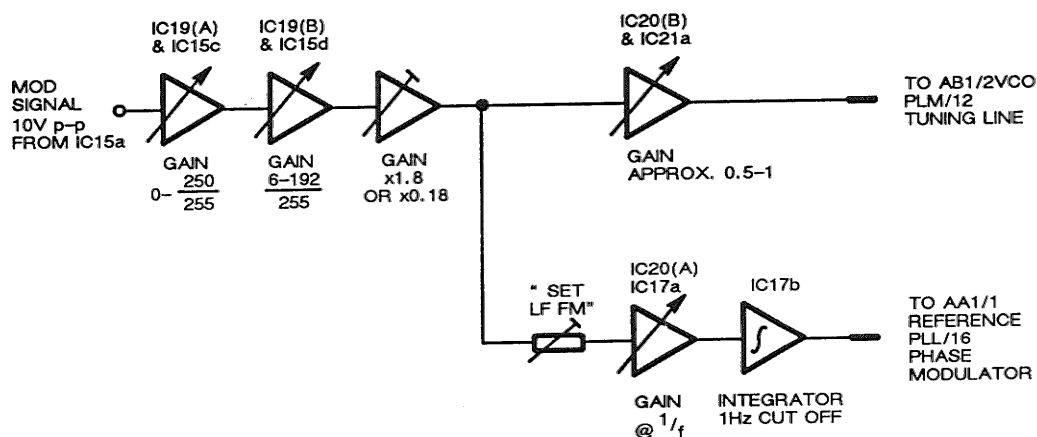 IC19(A)
& IC15c
IC19(B)
& IC15d
IC20(B)
& IC21a
MOD
SIGNAL
10V p-p
FROM IC15a
GAIN
0- 250
255
GAIN
6-192
255
GAIN
x1.8
OR x0.18
GAIN
APPROX. 0.5-1
TO AB1/2VCO
PLM/12
TUNING LINE
" SET
LF FM"
IC20(A)
IC17a
IC17b
∫
GAIN
@ 1/f
INTEGRATOR
1Hz CUT OFF
TO AA1/1
REFERENCE
PLL/16
PHASE
MODULATOR